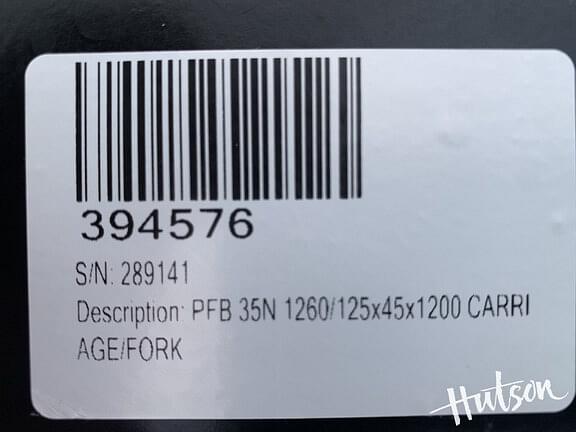 394576
S/N: 289141
Description: PFB 35N 1260/125x45x1200 CARRI
AGE/FORK
Hutson